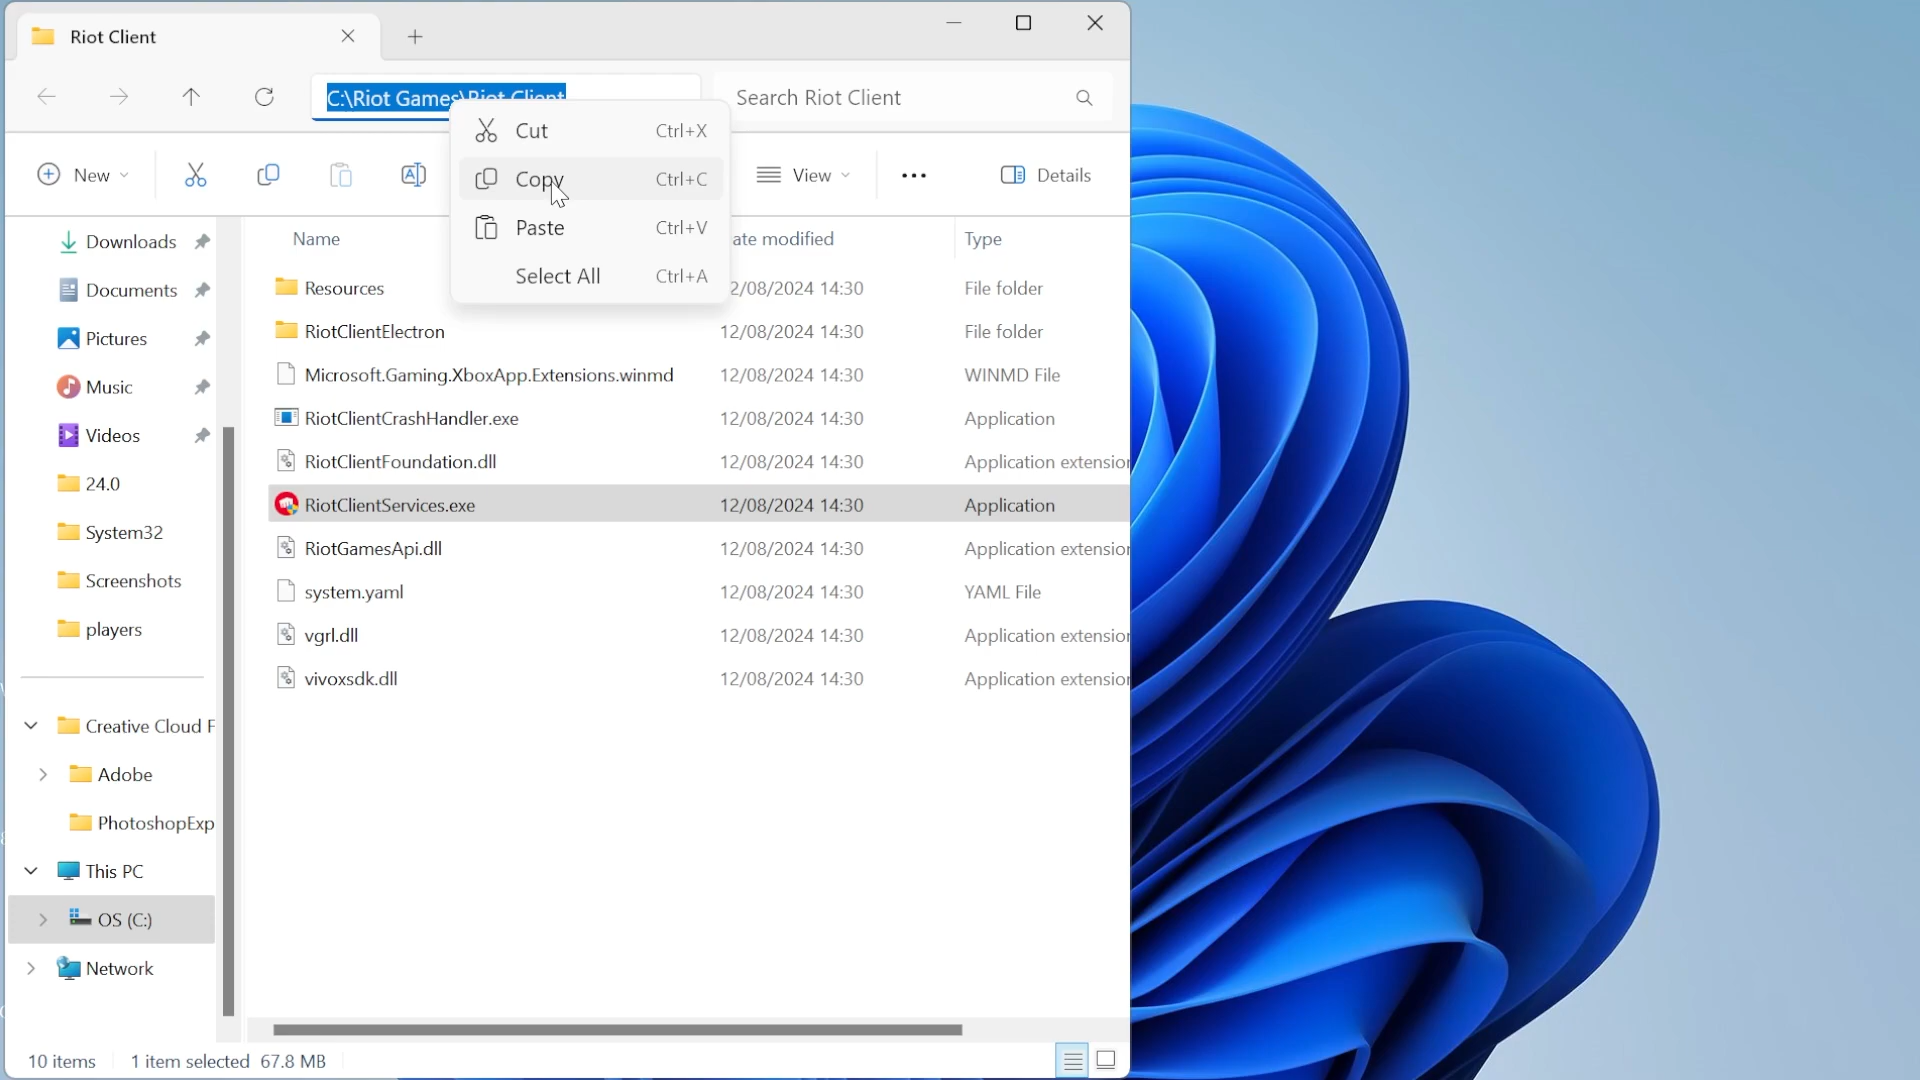 Riot Client
C:\Riot Games\Riot Client
Search Riot Client
Cut Ctrl+X
Copy Ctrl+C
Paste Ctrl+V
Select All Ctrl+A
New
View
Details
Downloads
Documents
Pictures
Music
Videos
24.0
System32
Screenshots
players
Creative Cloud F
Adobe
PhotoshopExp
This PC
OS (C:)
Network
Name ate modified Type
Resources 2/08/2024 14:30 File folder
RiotClientElectron 12/08/2024 14:30 File folder
Microsoft.Gaming.XboxApp.Extensions.winmd 12/08/2024 14:30 WINMD File
RiotClientCrashHandler.exe 12/08/2024 14:30 Application
RiotClientFoundation.dll 12/08/2024 14:30 Application extension
RiotClientServices.exe 12/08/2024 14:30 Application
RiotGamesApi.dll 12/08/2024 14:30 Application extension
system.yaml 12/08/2024 14:30 YAML File
vgrl.dll 12/08/2024 14:30 Application extension
vivoxsdk.dll 12/08/2024 14:30 Application extension
10 items 1 item selected 67.8 MB